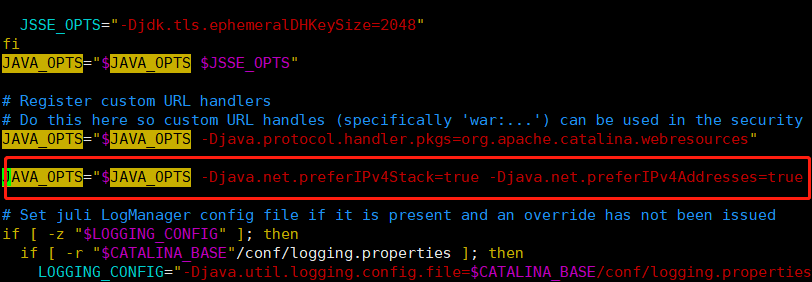 JSSE_OPTS="-Djdk.tls.ephemeralDHKeySize=2048"
fi
JAVA_OPTS="$JAVA_OPTS $JSSE_OPTS"
# Register custom URL handlers
# Do this here so custom URL handles (specifically 'war:...') can be used in the security
JAVA_OPTS="$JAVA_OPTS -Djava.protocol.handler.pkgs=org.apache.catalina.webresources"
JAVA_OPTS="$JAVA_OPTS -Djava.net.preferIPv4Stack=true -Djava.net.preferIPv4Addresses=true
# Set juli LogManager config file if it is present and an override has not been issued
if [ -z "$LOGGING_CONFIG" ]; then
if [ -r "$CATALINA_BASE"/conf/logging.properties ]; then
LOGGING_CONFIG="-Djava.util.logging.config.file=$CATALINA_BASE/conf/logging.properties